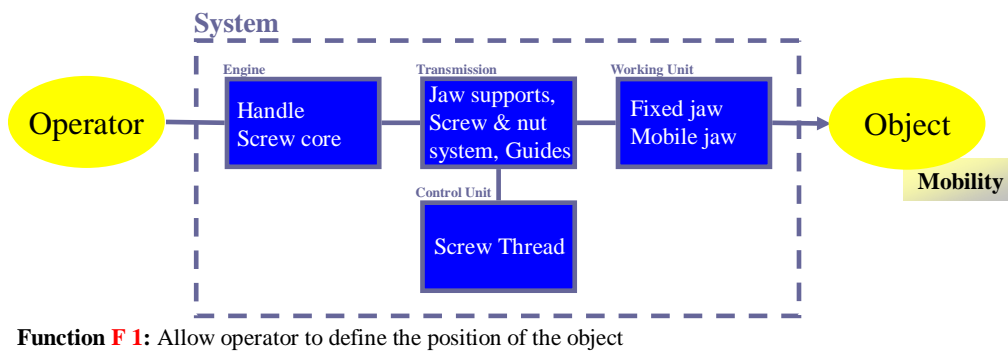 System
Engine
Transmission
Working Unit
Operator
Handle
Screw core
Jaw supports,
Screw & nut
system, Guides
Fixed jaw
Mobile jaw
Object
Mobility
Control Unit
Screw Thread
Function F 1: Allow operator to define the position of the object